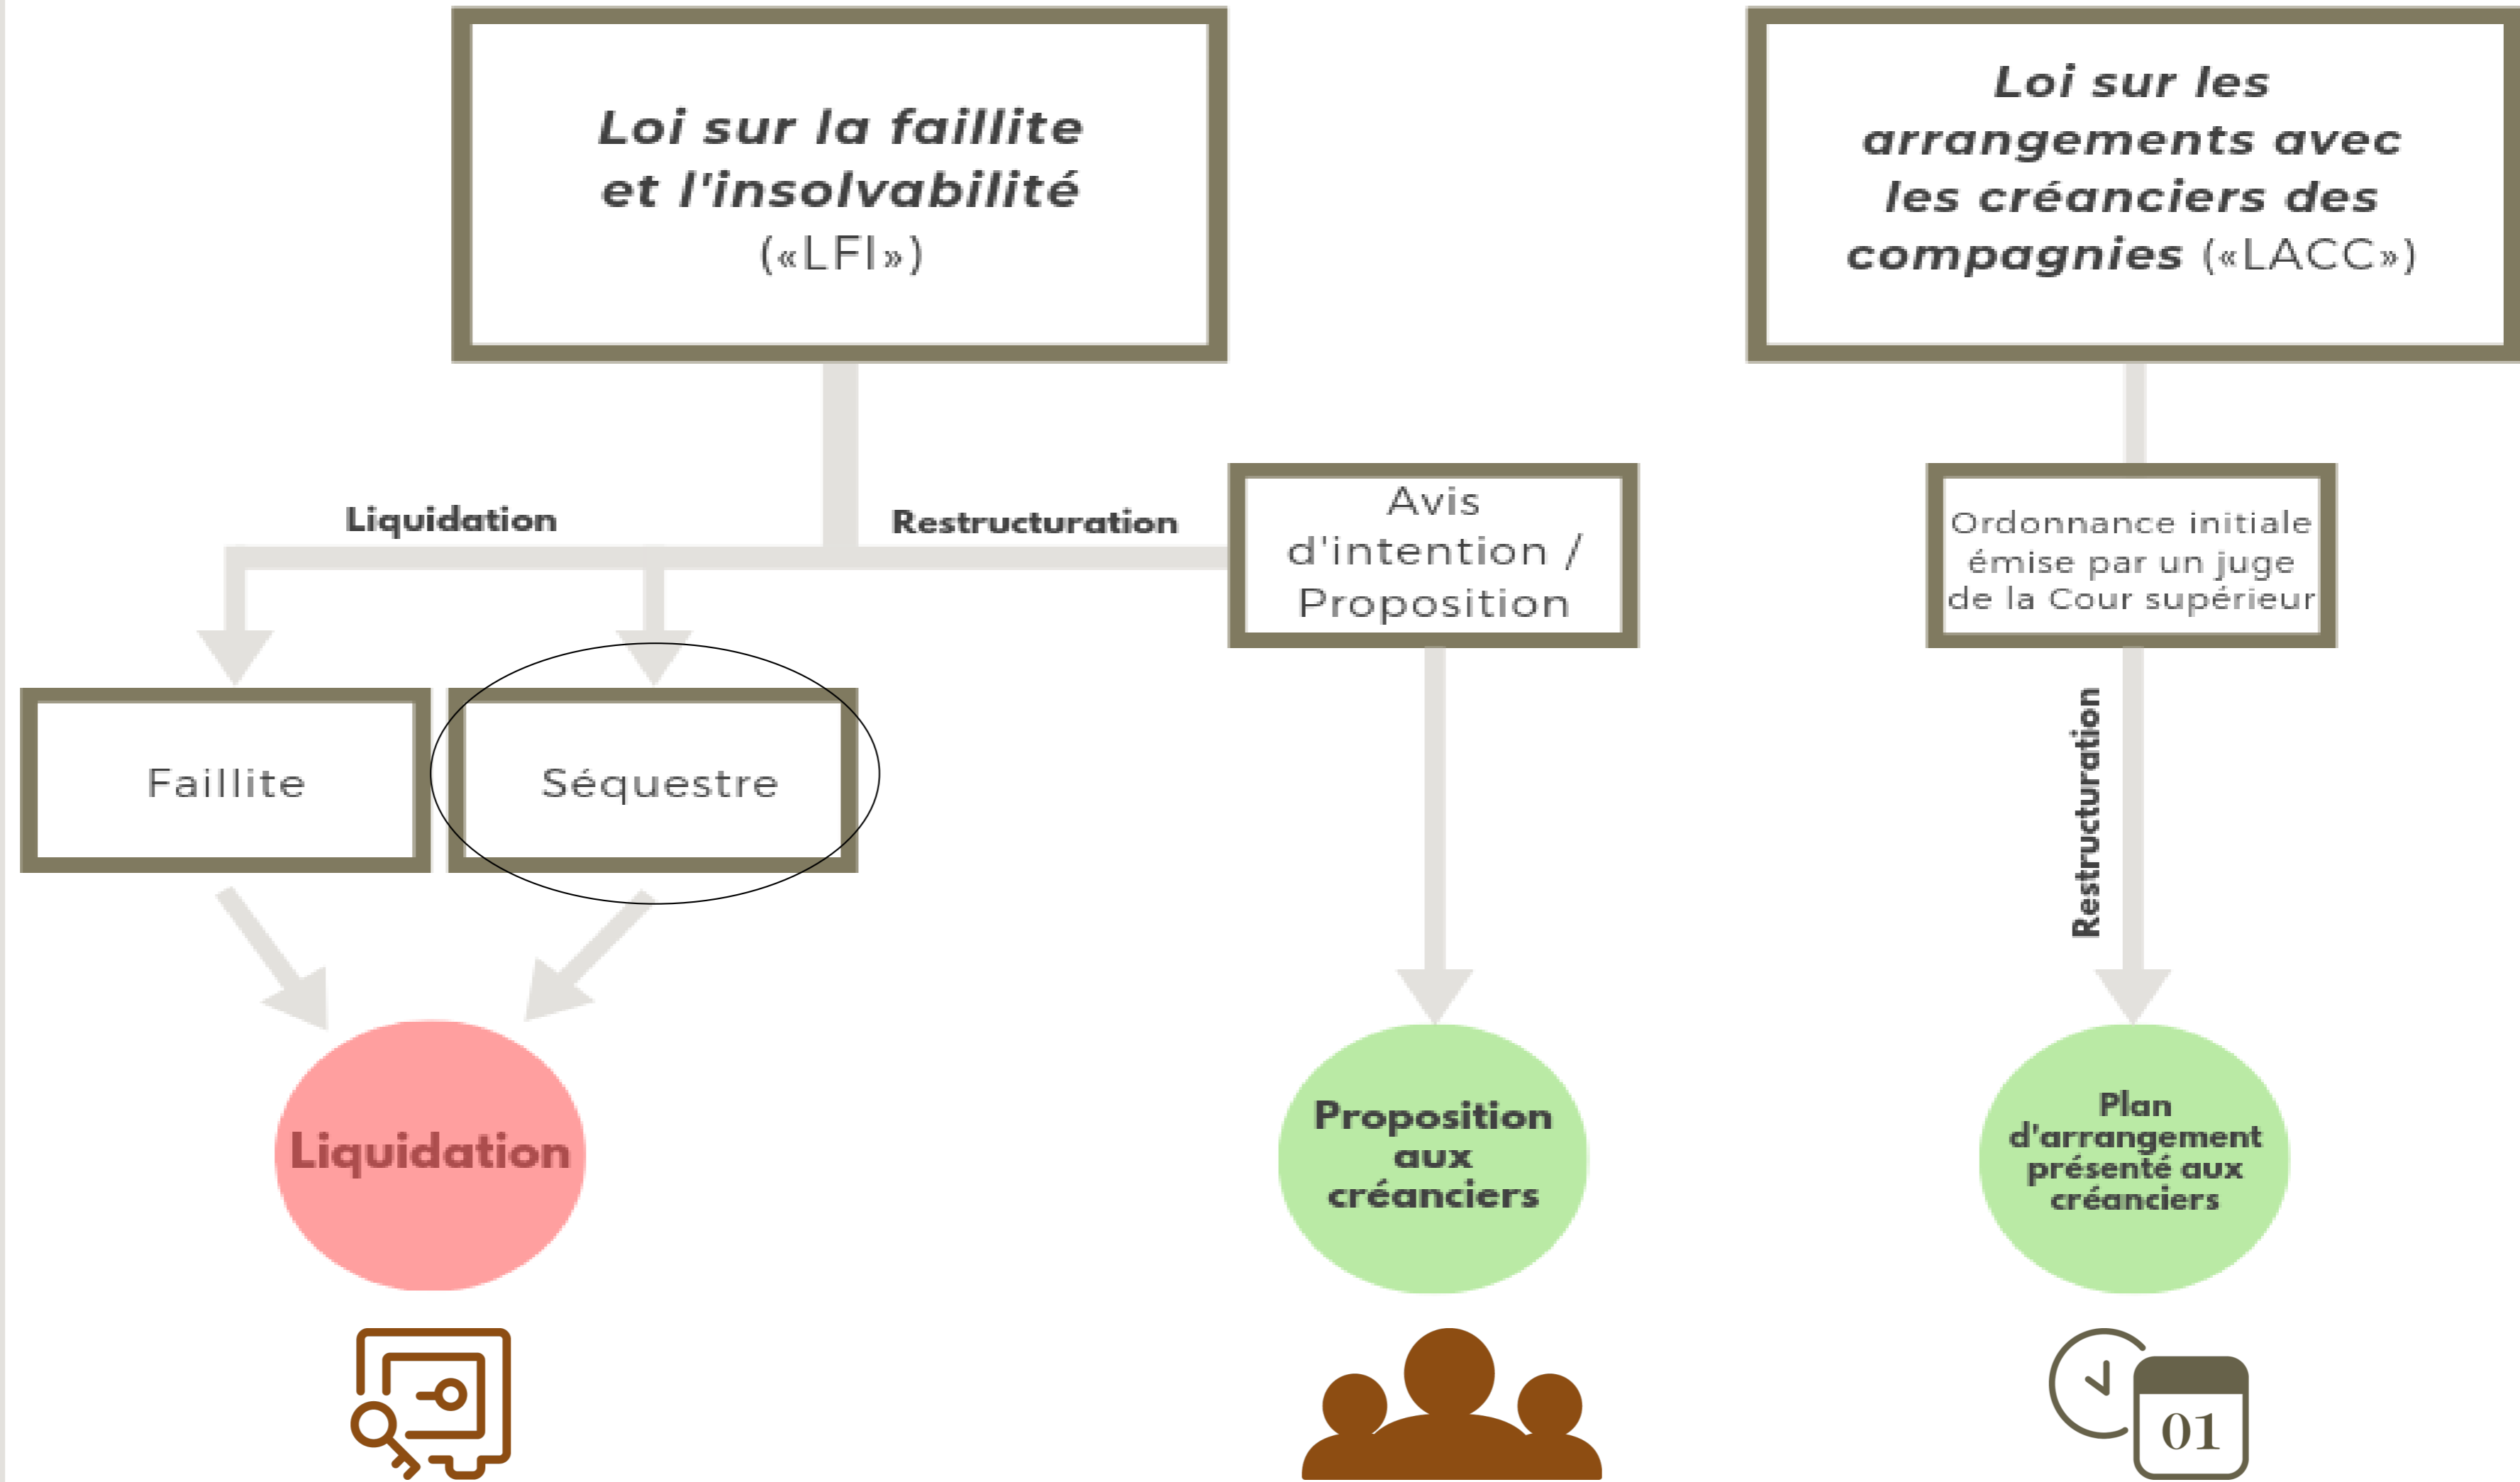 Loi sur la faillite
et l'insolvabilité
(«LFI»)
Loi sur les
arrangements avec
les créanciers des
compagnies («LACC»)
Liquidation
Restructuration
Avis
d'intention /
Proposition
Ordonnance initiale
émise par un juge
de la Cour supérieur
Faillite
Séquestre
Restructuration
Liquidation
Proposition
aux
créanciers
Plan
d'arrangement
présenté aux
créanciers
01